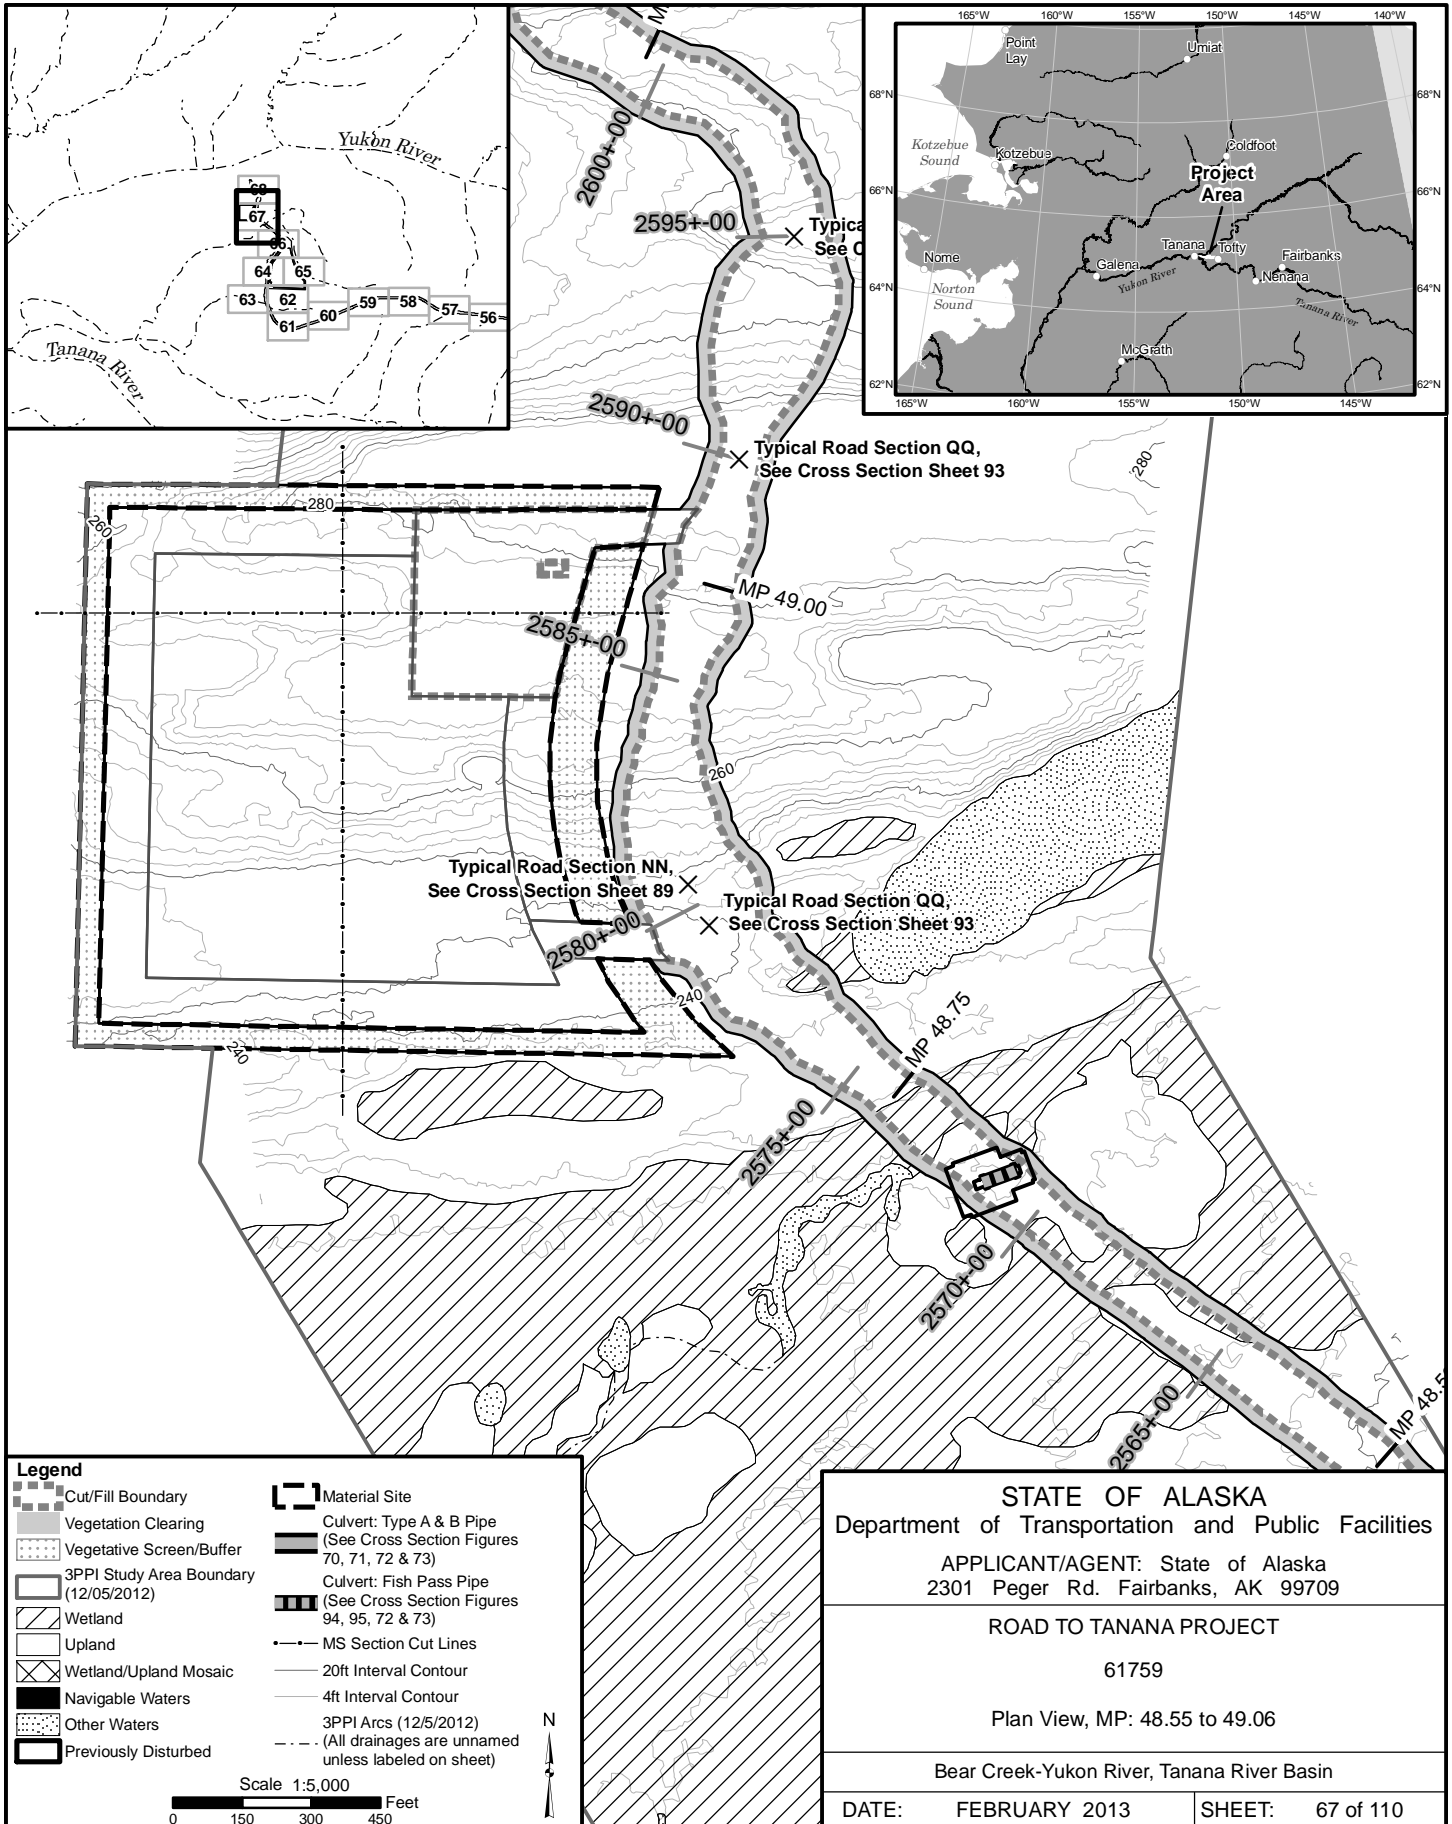 Yukon River
Tanana River
68
67
66
64
65
63
62
61
60
59
58
57
56
165°W
160°W
155°W
150°W
145°W
140°W
Point
Lay
Umiat
68°N
68°N
Kotzebue
Sound
Kotzebue
Coldfoot
Project
Area
66°N
66°N
Tanana
Tofty
Fairbanks
Nome
Galena
Yukon River
Nenana
64°N
64°N
Norton
Sound
Tanana River
McGrath
62°N
62°N
165°W
160°W
155°W
150°W
145°W
2600+-00
2595+-00
2590+-00
Typical Road Section QQ,
See Cross Section Sheet 93
280
280
260
MP 49.00
2585+-00
260
Typical Road Section NN,
See Cross Section Sheet 89
Typical Road Section QQ,
See Cross Section Sheet 93
2580+-00
240
240
MP 48.75
2575+-00
2570+-00
2565+-00
Legend
Cut/Fill Boundary
Vegetation Clearing
Vegetative Screen/Buffer
3PPI Study Area Boundary
(12/05/2012)
Wetland
Upland
Wetland/Upland Mosaic
Navigable Waters
Other Waters
Previously Disturbed
Material Site
Culvert: Type A & B Pipe
(See Cross Section Figures
70, 71, 72 & 73)
Culvert: Fish Pass Pipe
(See Cross Section Figures
94, 95, 72 & 73)
MS Section Cut Lines
20ft Interval Contour
4ft Interval Contour
3PPI Arcs (12/5/2012)
(All drainages are unnamed
unless labeled on sheet)
N
Scale 1:5,000
Feet
0 150 300 450
STATE OF ALASKA
Department of Transportation and Public Facilities
APPLICANT/AGENT: State of Alaska
2301 Peger Rd. Fairbanks, AK 99709
ROAD TO TANANA PROJECT
61759
Plan View, MP: 48.55 to 49.06
Bear Creek-Yukon River, Tanana River Basin
DATE: FEBRUARY 2013
SHEET: 67 of 110